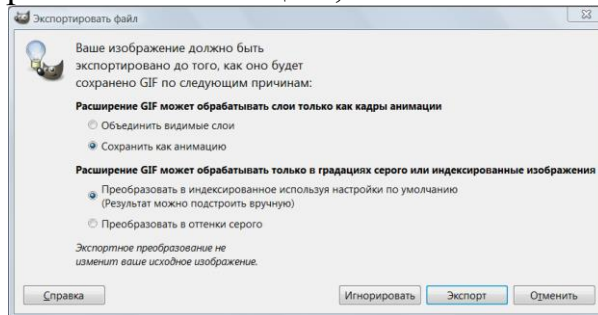 Экспортировать файл
Ваше изображение должно быть
экспортировано до того, как оно будет
сохранено GIF по следующим причинам:
Расширение GIF может обрабатывать слои только как кадры анимации
Объединить видимые слои
Сохранить как анимацию
Расширение GIF может обрабатывать только в градациях серого или индексированные изображения
Преобразовать в индексированное используя настройки по умолчанию
(Результат можно подстроить вручную)
Преобразовать в оттенки серого
Экспортное преобразование не
изменит ваше исходное изображение.
Справка Игнорировать Экспорт Отменить